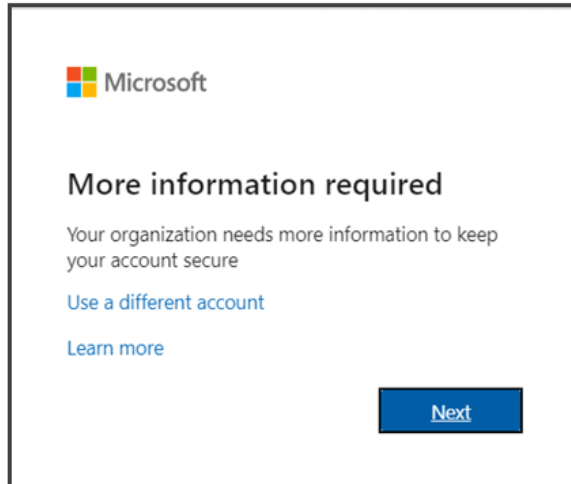 Microsoft
More information required
Your organization needs more information to keep
your account secure
Use a different account
Learn more
Next